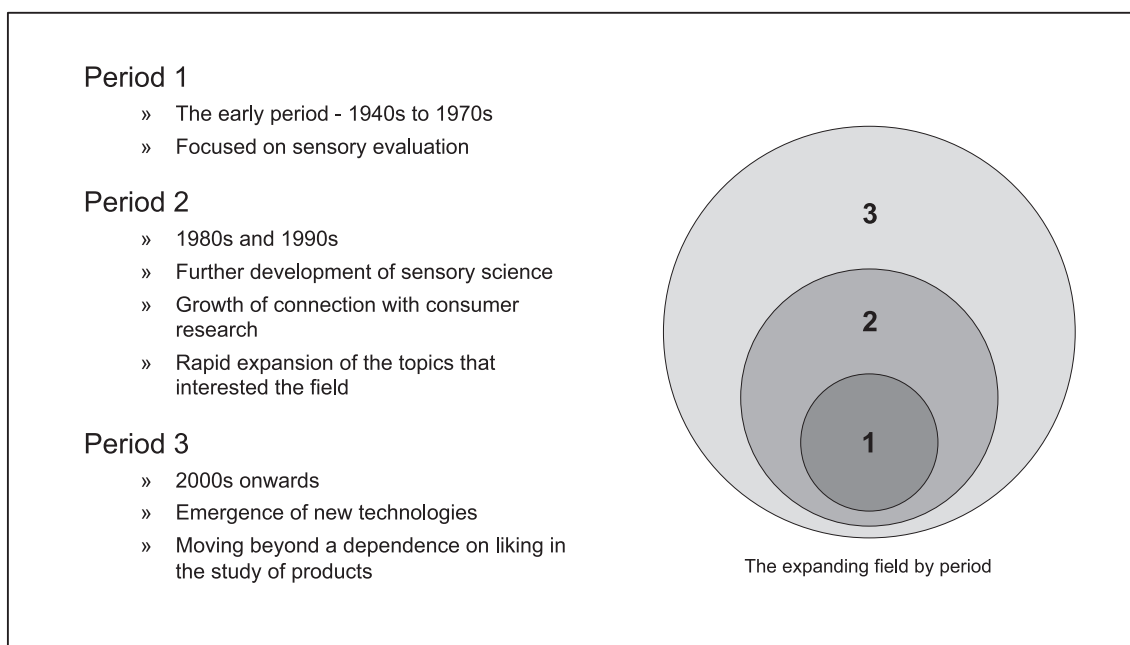 Period 1
» The early period - 1940s to 1970s
» Focused on sensory evaluation
Period 2
» 1980s and 1990s
» Further development of sensory science
» Growth of connection with consumer
research
» Rapid expansion of the topics that
interested the field
Period 3
» 2000s onwards
» Emergence of new technologies
» Moving beyond a dependence on liking in
the study of products
3
2
1
The expanding field by period